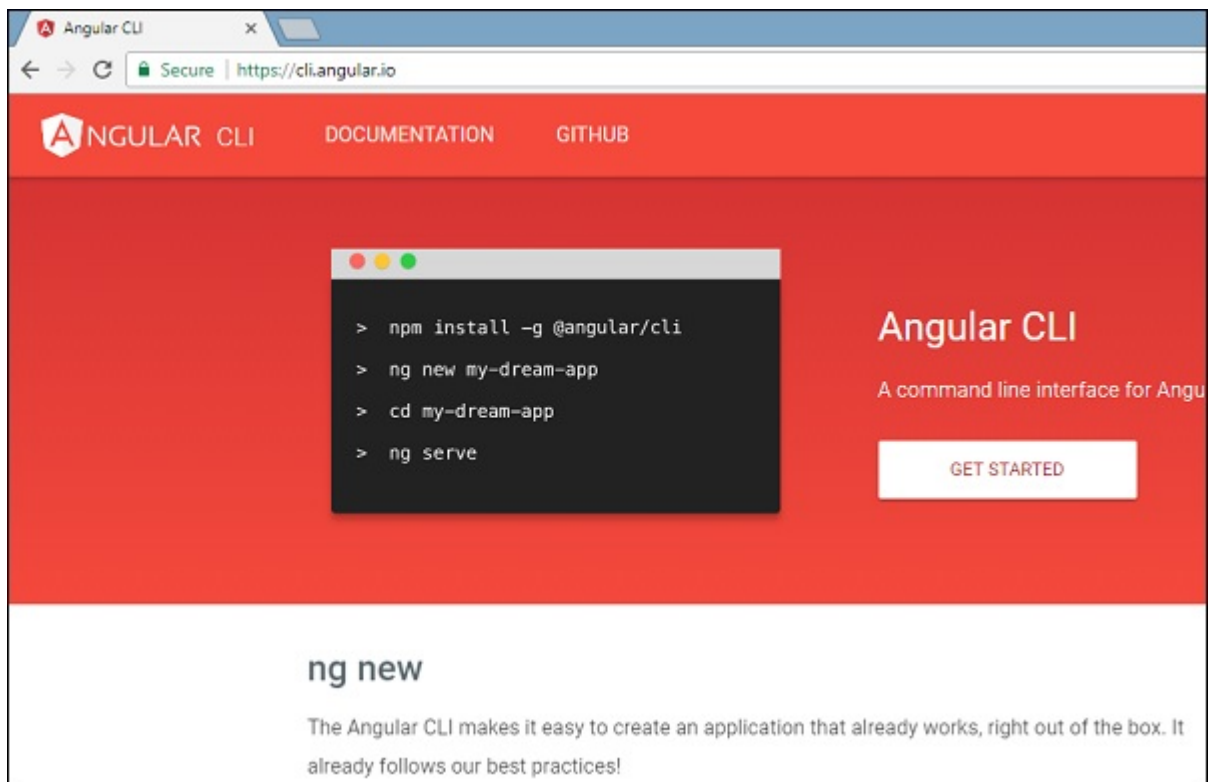 Angular CLI
Secure | https://cli.angular.io
ANGULAR CLI DOCUMENTATION GITHUB
> npm install -g @angular/cli
> ng new my-dream-app
> cd my-dream-app
> ng serve
Angular CLI
A command line interface for Angu
GET STARTED
ng new
The Angular CLI makes it easy to create an application that already works, right out of the box. It
already follows our best practices!